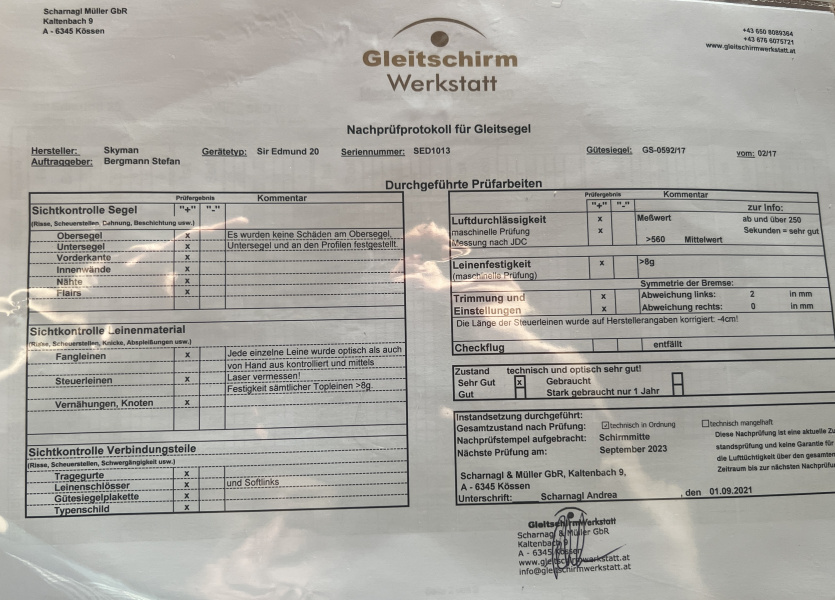 Scharnagl Müller GbR
Kaltenbach 9
A - 6345 Kössen
Gleitschirm
Werkstatt
+43 650 8089364
+43 676 6075721
www.gleitschirmwerkstatt.at
Nachprüfprotokoll für Gleitsegel
Hersteller: Skyman Gerätetyp: Sir Edmund 20 Seriennummer: SED1013 Gütesiegel: GS-0592/17 vom: 02/17
Auftraggeber: Bergmann Stefan
Durchgeführte Prüfarbeiten
Prüfergebnis Kommentar
Sichtkontrolle Segel "+" "-"
(Risse, Scheuerstellen, Dehnung, Beschichtung usw.)
Obersegel x Es wurden keine Schäden am Obersegel,
Untersegel x Untersegel und an den Profilen festgestellt.
Vorderkante x
Innenwände x
Nähte x
Flairs x
Sichtkontrolle Leinenmaterial
(Risse, Scheuerstellen, Knicke, Abspleißungen usw.)
Fangleinen x Jede einzelne Leine wurde optisch als auch
von Hand aus kontrolliert und mittels
Steuerleinen x Laser vermessen!
Festigkeit sämtlicher Topleinen >8g.
Vernähungen, Knoten x
Sichtkontrolle Verbindungsteile
(Risse, Scheuerstellen, Schwergängigkeit usw.)
Tragegurte x
Leinenschlösser x und Softlinks
Gütesiegelplakette x
Typenschild x
Prüfergebnis Kommentar
"+" "-" zur Info:
Luftdurchlässigkeit x Meßwert ab und über 250
maschinelle Prüfung x Sekunden = sehr gut
Messung nach JDC >560 Mittelwert
Leinenfestigkeit x >8g
(maschinelle Prüfung)
Symmetrie der Bremse:
Trimmung und x Abweichung links: 2 in mm
Einstellungen x Abweichung rechts: 0 in mm
Die Länge der Steuerleinen wurde auf Herstellerangaben korrigiert: -4cm!
Checkflug entfällt
Zustand technisch und optisch sehr gut!
Sehr Gut x Gebraucht
Gut Stark gebraucht nur 1 Jahr
Instandsetzung durchgeführt:
Gesamtzustand nach Prüfung: ☑ technisch in Ordnung ☐ technisch mangelhaft
Nachprüfstempel aufgebracht: Schirmmitte
Nächste Prüfung am: September 2023
Diese Nachprüfung ist eine aktuelle
standsprüfung und keine Garantie für
die Lufttüchtigkeit über den gesamten
Zeitraum bis zur nächsten
Scharnagl & Müller GbR, Kaltenbach 9,
A - 6345 Kössen
Unterschrift: Scharnagl Andrea , den 01.09.2021
GleitschirmWerkstatt
Scharnagl & Müller GbR
Kaltenbach
A - 6345 Kössen
www.gleitschirmwerkstatt.at
info@gleitschirmwerkstatt.at